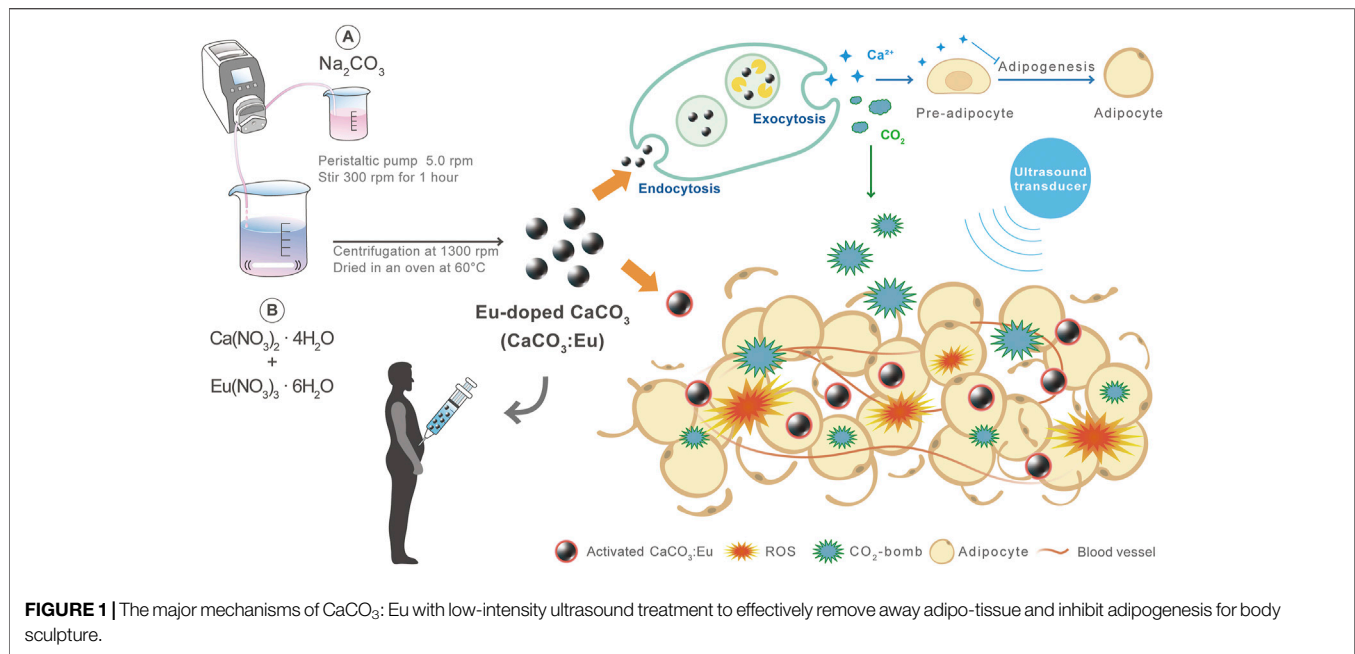 A
Na₂CO₃
Peristaltic pump 5.0 rpm
Stir 300 rpm for 1 hour
Centrifugation at 1300 rpm
Dried in an oven at 60°C
B
Ca(NO₃)₂ · 4H₂O
+
Eu(NO₃)₃ · 6H₂O
Eu-doped CaCO₃
(CaCO₃:Eu)
Endocytosis
Exocytosis
Ca²⁺
CO₂
Pre-adipocyte
Adipogenesis
Adipocyte
Ultrasound
transducer
Activated CaCO₃:Eu
ROS
CO₂-bomb
Adipocyte
Blood vessel
FIGURE 1 | The major mechanisms of CaCO₃: Eu with low-intensity ultrasound treatment to effectively remove away adipo-tissue and inhibit adipogenesis for body
sculpture.